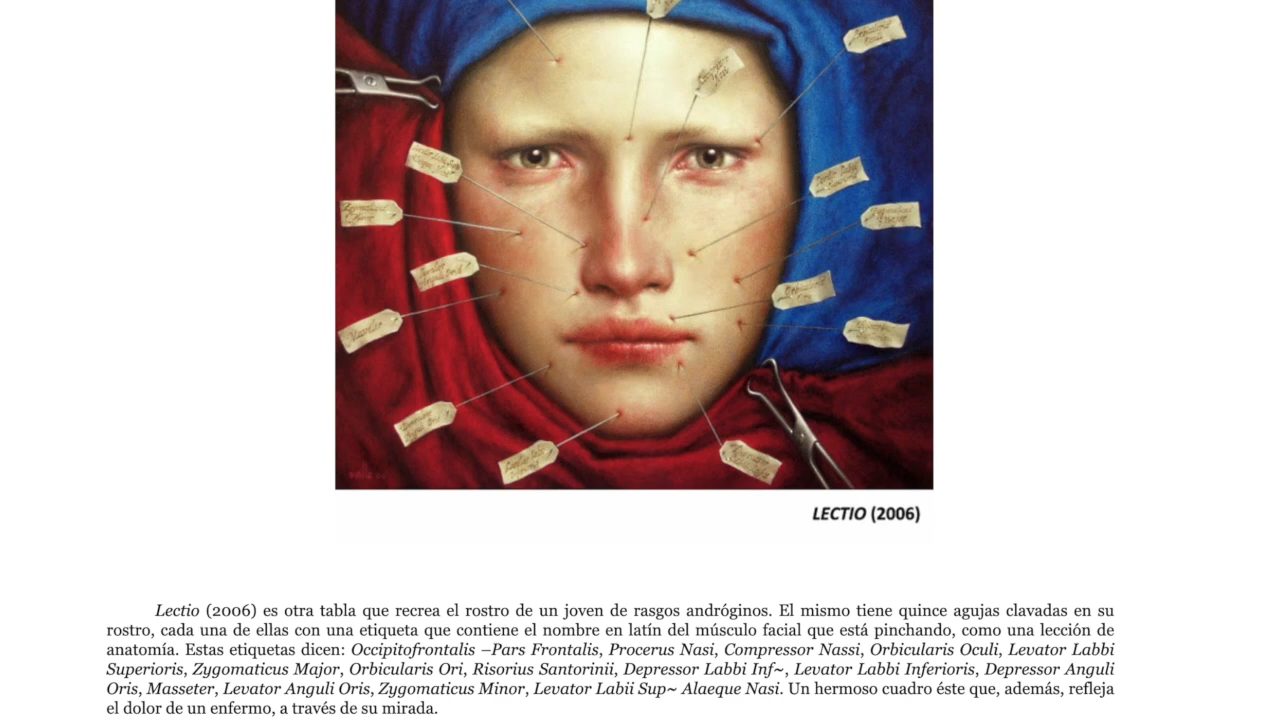 LECTIO (2006)
Lectio (2006) es otra tabla que recrea el rostro de un joven de rasgos andróginos. El mismo tiene quince agujas clavadas en su
rostro, cada una de ellas con una etiqueta que contiene el nombre en latín del músculo facial que está pinchando, como una lección de
anatomía. Estas etiquetas dicen: Occipitofrontalis –Pars Frontalis, Procerus Nasi, Compressor Nassi, Orbicularis Oculi, Levator Labbi
Superioris, Zygomaticus Major, Orbicularis Ori, Risorius Santorinii, Depressor Labbi Inf~, Levator Labbi Inferioris, Depressor Anguli
Oris, Masseter, Levator Anguli Oris, Zygomaticus Minor, Levator Labii Sup~ Alaeque Nasi. Un hermoso cuadro éste que, además, refleja
el dolor de un enfermo, a través de su mirada.